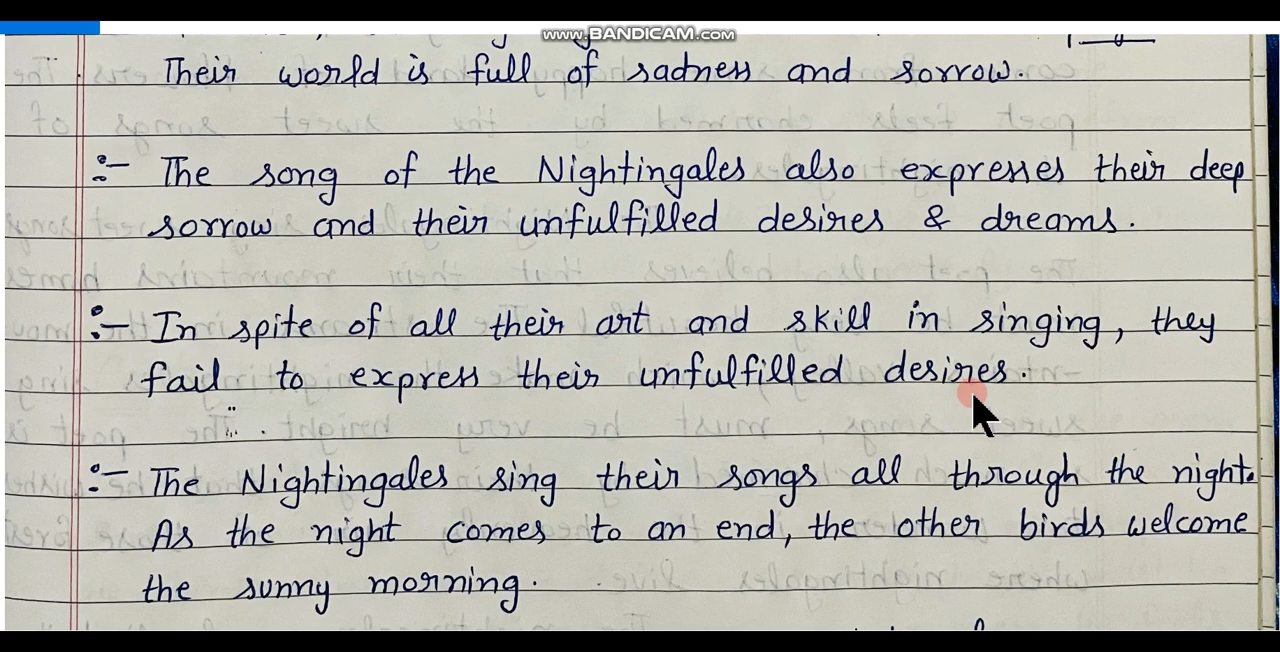 www.BANDICAM.com
Their world is full of sadness and sorrow.
:- The song of the Nightingales also expresses their deep
sorrow and their unfulfilled desires & dreams.
:- In spite of all their art and skill in singing, they
fail to express their unfulfilled desires.
:- The Nightingales sing their songs all through the night.
As the night comes to an end, the other birds welcome
the sunny morning.